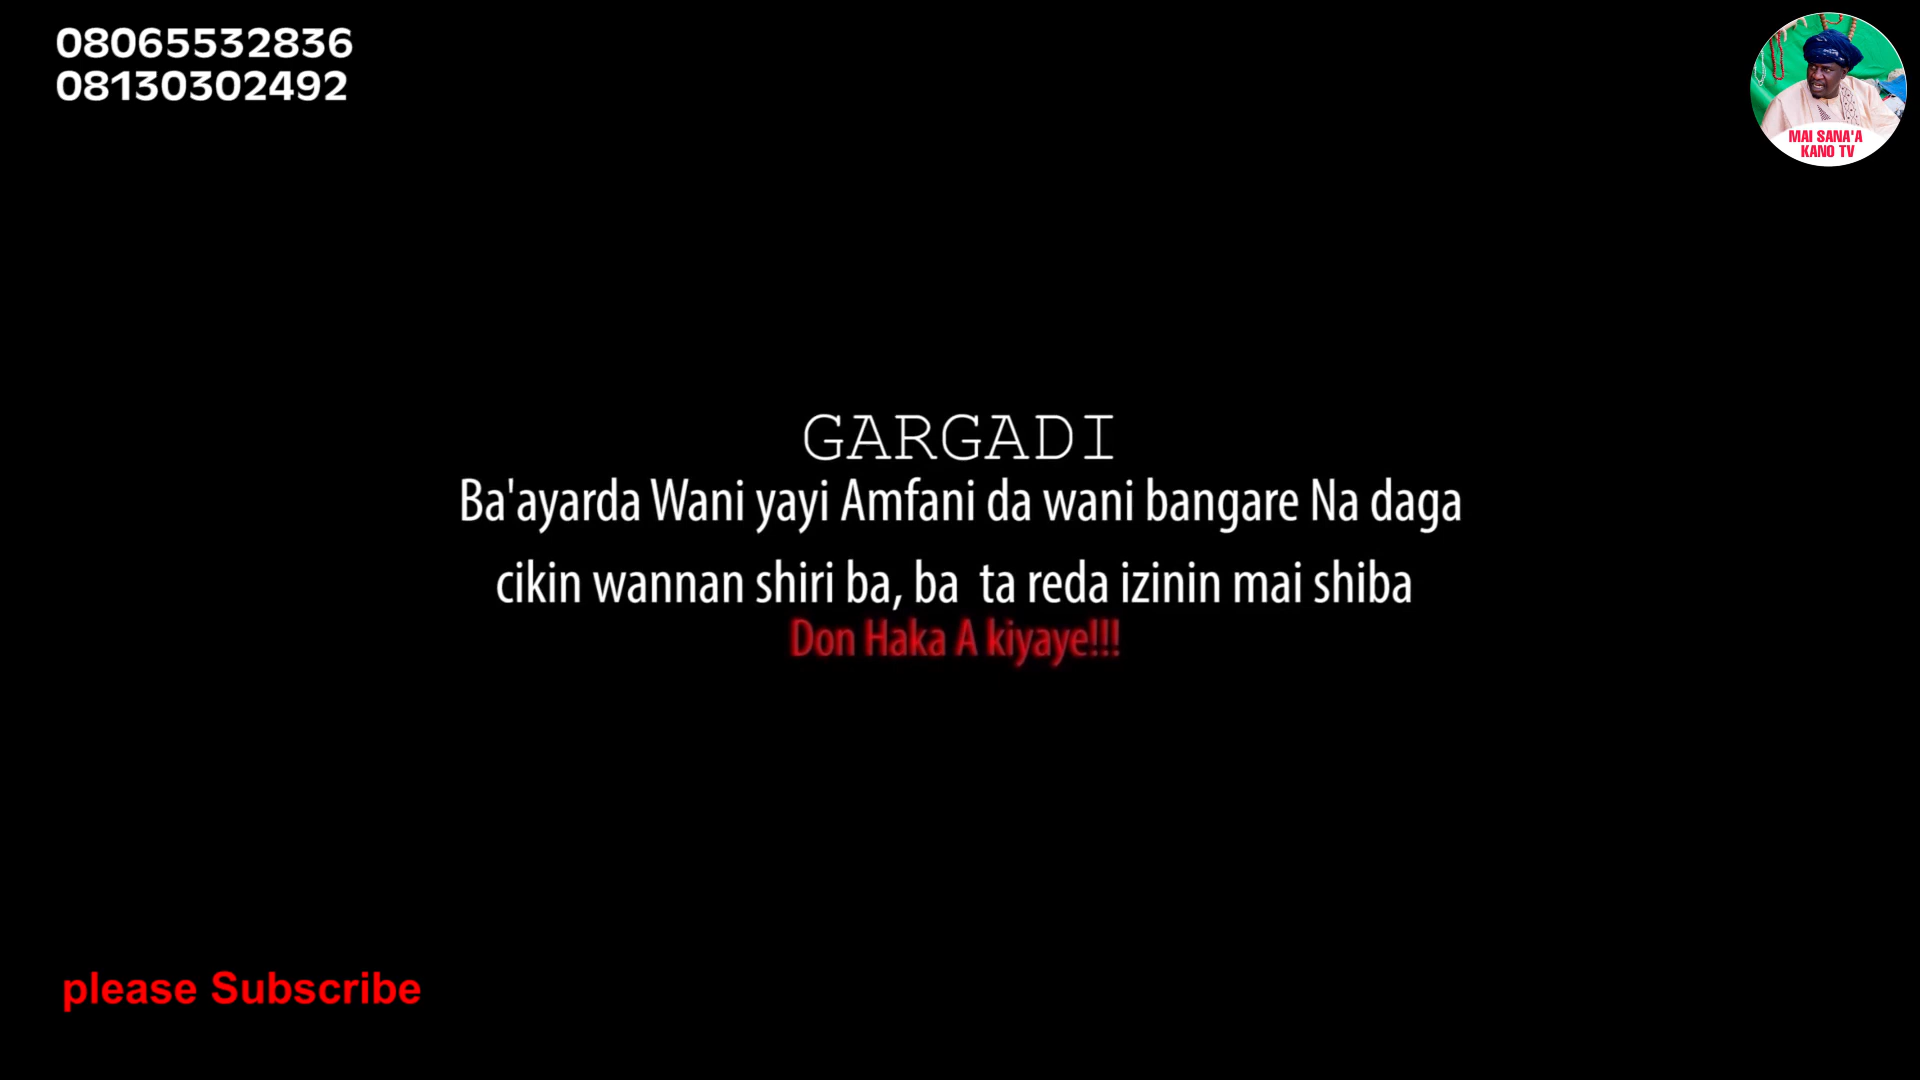 08065532836
08130302492
MAI SANA'A
KANO TV
GARGADI
Ba'ayarda Wani yayi Amfani da wani bangare Na daga
cikin wannan shiri ba, ba ta reda izinin mai shiba
Don Haka A kiyaye!!!
please Subscribe